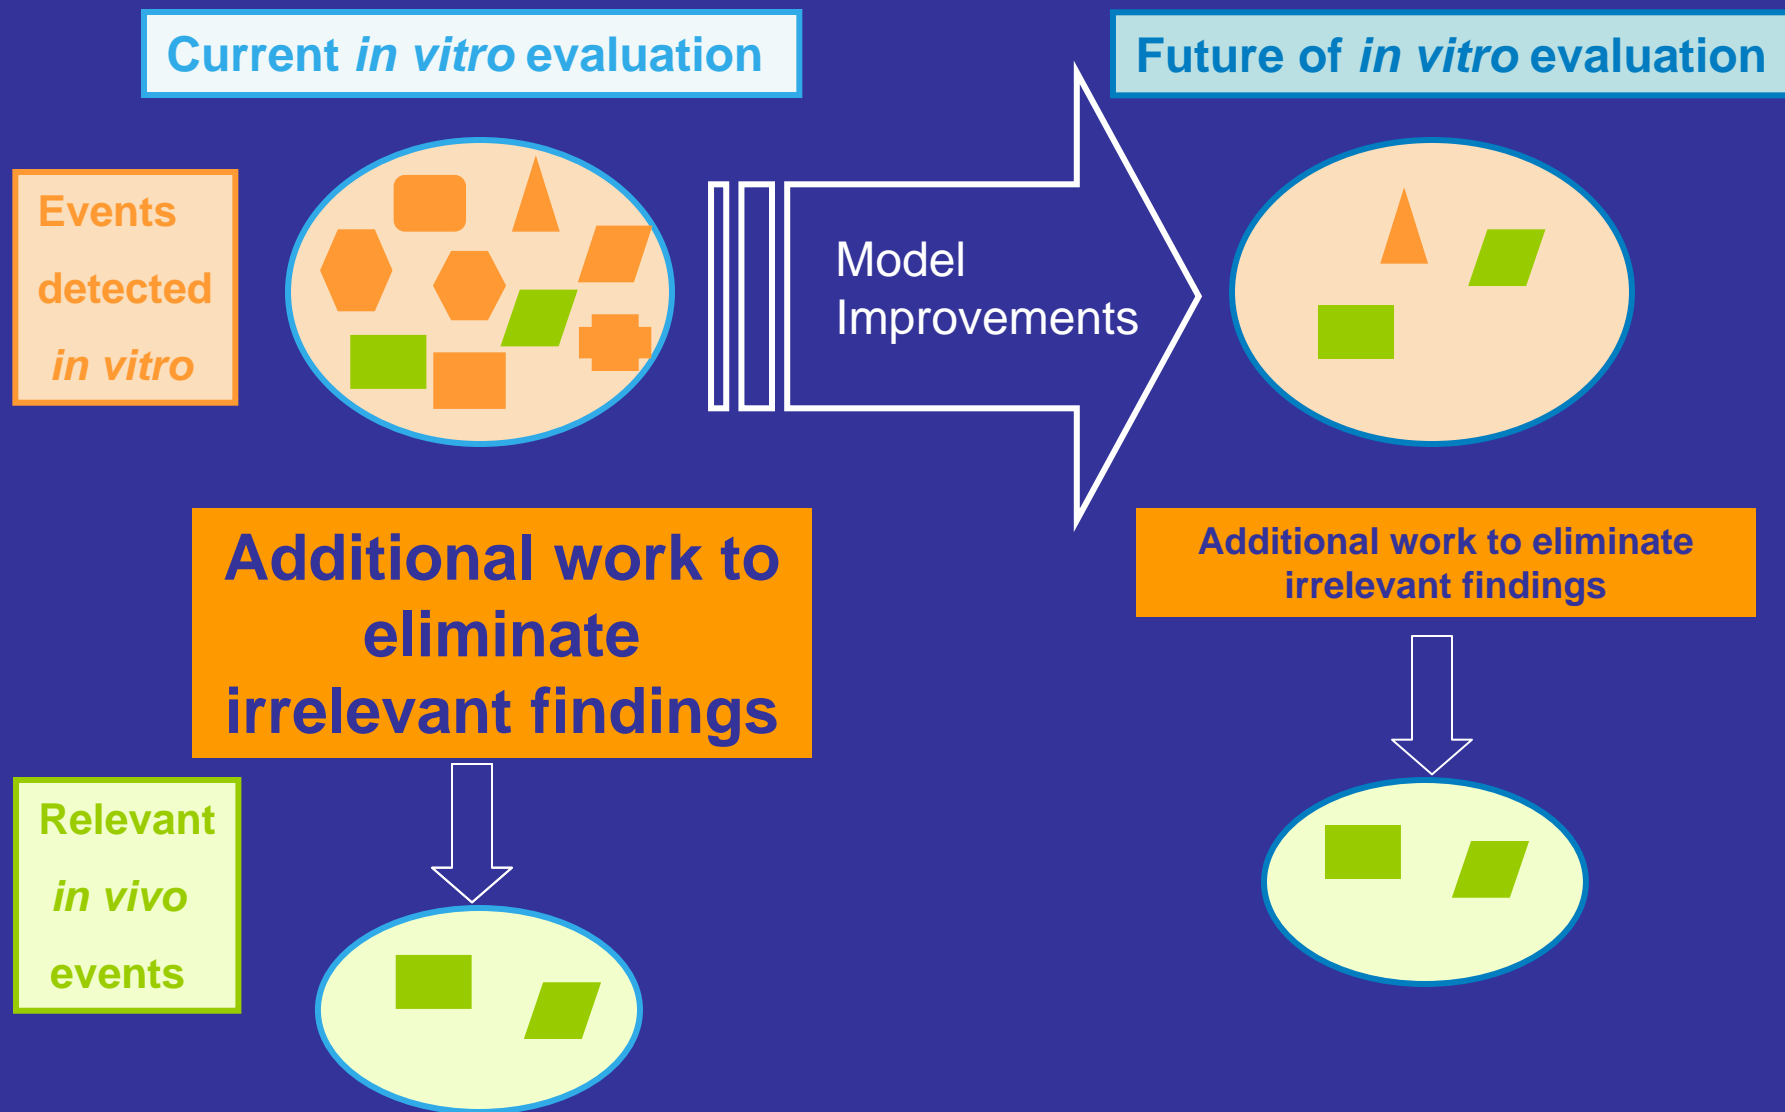 Current in vitro evaluation
Future of in vitro evaluation
Events
detected
in vitro
Model
Improvements
Additional work to
eliminate
irrelevant findings
Additional work to eliminate
irrelevant findings
Relevant
in vivo
events